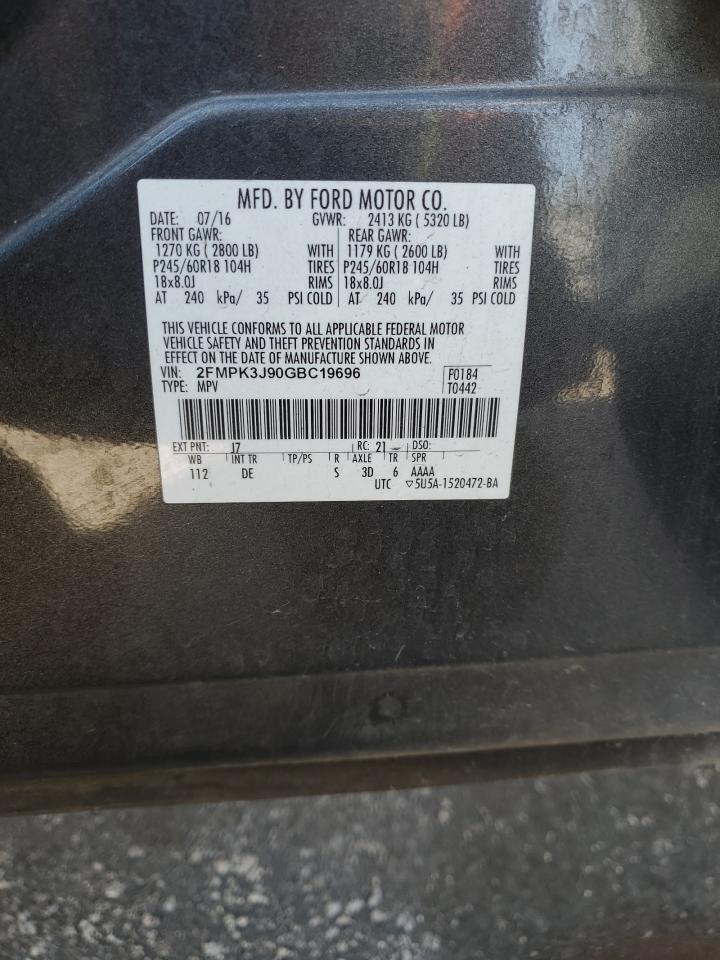 MFD. BY FORD MOTOR CO.
DATE: 07/16 GVWR: 2413 KG ( 5320 LB)
FRONT GAWR: REAR GAWR:
1270 KG ( 2800 LB) WITH 1179 KG ( 2600 LB) WITH
P245/60R18 104H TIRES P245/60R18 104H TIRES
18x8.0J RIMS 18x8.0J RIMS
AT 240 kPa/ 35 PSI COLD AT 240 kPa/ 35 PSI COLD
THIS VEHICLE CONFORMS TO ALL APPLICABLE FEDERAL MOTOR
VEHICLE SAFETY AND THEFT PREVENTION STANDARDS IN
EFFECT ON THE DATE OF MANUFACTURE SHOWN ABOVE.
VIN: 2FMPK3J90GBC19696 F0184
TYPE: MPV T0442
EXT PNT: J7 RC: 21 DSO:
WB INT TR TP/PS R AXLE TR SPR
112 DE S 3D 6 AAAA
UTC ▽5U5A-1520472-BA